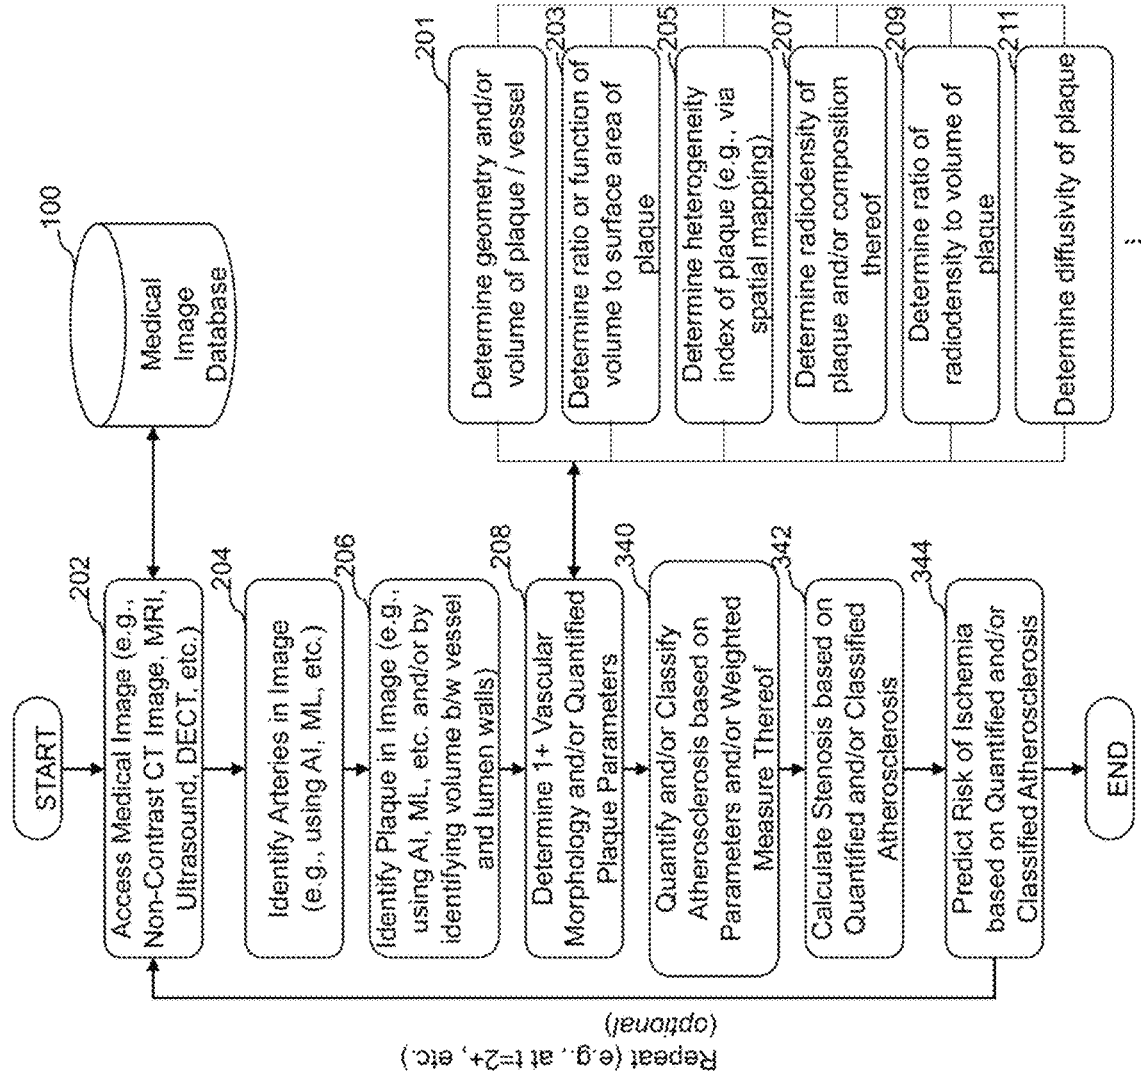 START
202
Access Medical Image (e.g.,
Non-Contrast CT Image, MRI,
Ultrasound, DECT, etc.)
100
Medical
Image
Database
204
Identify Arteries in Image
(e.g., using AI, ML, etc.)
206
Identify Plaque in Image (e.g.,
using AI, ML, etc. and/or by
identifying volume b/w vessel
and lumen walls)
208
Determine 1+ Vascular
Morphology and/or Quantified
Plaque Parameters
340
Quantify and/or Classify
Atherosclerosis based on
Parameters and/or Weighted
Measure Thereof
342
Calculate Stenosis based on
Quantified and/or Classified
Atherosclerosis
344
Predict Risk of Ischemia
based on Quantified and/or
Classified Atherosclerosis
END
Repeat (e.g., at t=2+, etc.)
(optional)
201
Determine geometry and/or
volume of plaque / vessel
203
Determine ratio or function of
volume to surface area of
plaque
205
Determine heterogeneity
index of plaque (e.g., via
spatial mapping)
207
Determine radiodensity of
plaque and/or composition
thereof
209
Determine ratio of
radiodensity to volume of
plaque
211
Determine diffusivity of plaque
...